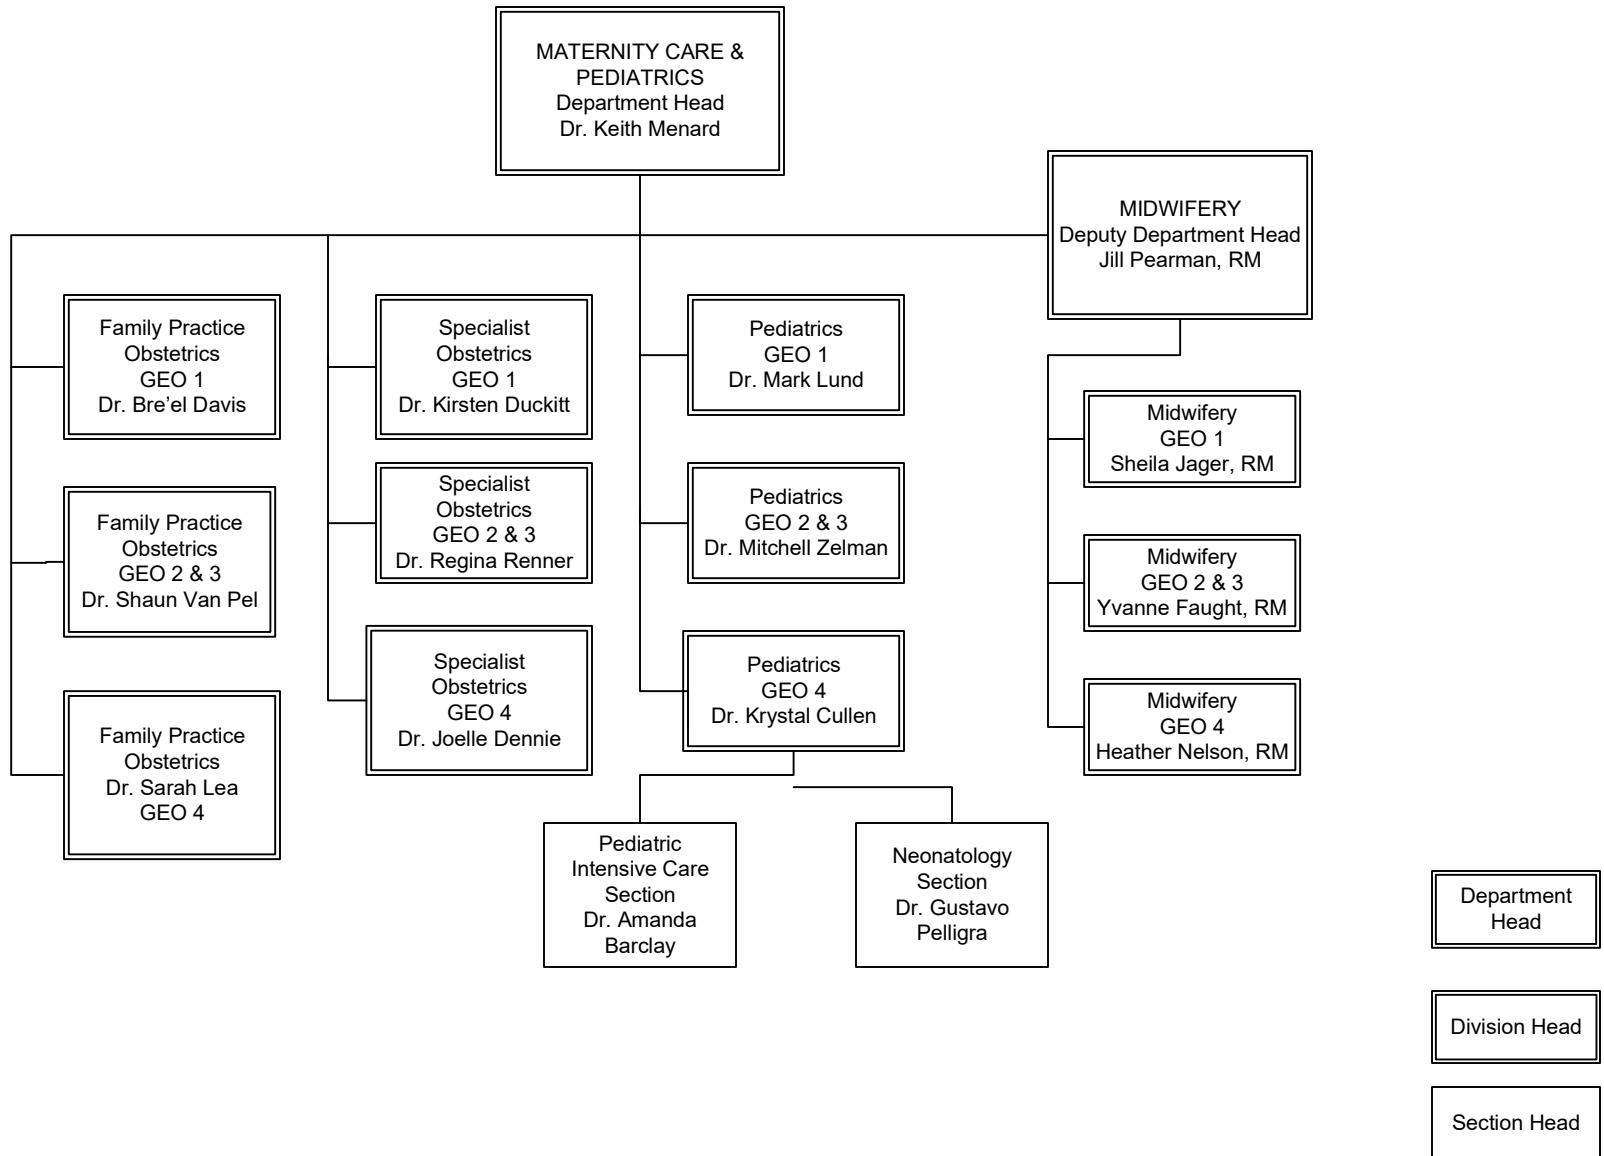 MATERNITY CARE &
PEDIATRICS
Department Head
Dr. Keith Menard
MIDWIFERY
Deputy Department Head
Jill Pearman, RM
Family Practice
Obstetrics
GEO 1
Dr. Bre’el Davis
Specialist
Obstetrics
GEO 1
Dr. Kirsten Duckitt
Pediatrics
GEO 1
Dr. Mark Lund
Midwifery
GEO 1
Sheila Jager, RM
Family Practice
Obstetrics
GEO 2 & 3
Dr. Shaun Van Pel
Specialist
Obstetrics
GEO 2 & 3
Dr. Regina Renner
Pediatrics
GEO 2 & 3
Dr. Mitchell Zelman
Midwifery
GEO 2 & 3
Yvanne Faught, RM
Family Practice
Obstetrics
Dr. Sarah Lea
GEO 4
Specialist
Obstetrics
GEO 4
Dr. Joelle Dennie
Pediatrics
GEO 4
Dr. Krystal Cullen
Midwifery
GEO 4
Heather Nelson, RM
Pediatric
Intensive Care
Section
Dr. Amanda
Barclay
Neonatology
Section
Dr. Gustavo
Pelligra
Department
Head
Division Head
Section Head